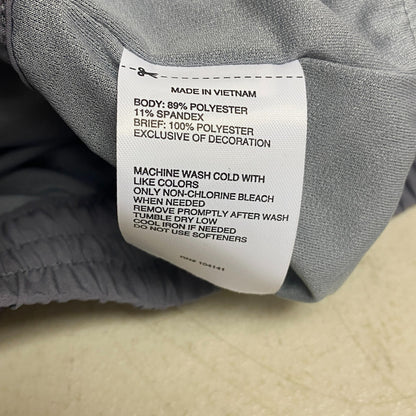 MADE IN VIETNAM
BODY: 89% POLYESTER
11% SPANDEX
BRIEF: 100% POLYESTER
EXCLUSIVE OF DECORATION
MACHINE WASH COLD WITH
LIKE COLORS
ONLY NON-CHLORINE BLEACH
WHEN NEEDED
REMOVE PROMPTLY AFTER WASH
TUMBLE DRY LOW
COOL IRON IF NEEDED
DO NOT USE SOFTENERS
RN# 104141